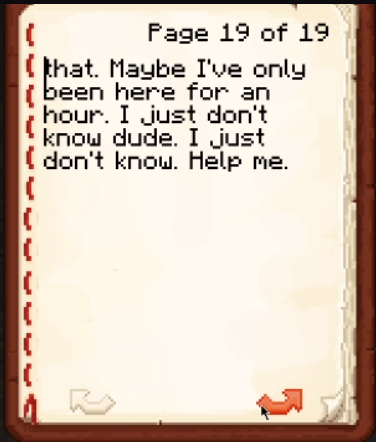 Page 19 of 19
that. Maybe I've only
been here for an
hour. I just don't
know dude. I just
don't know. Help me.